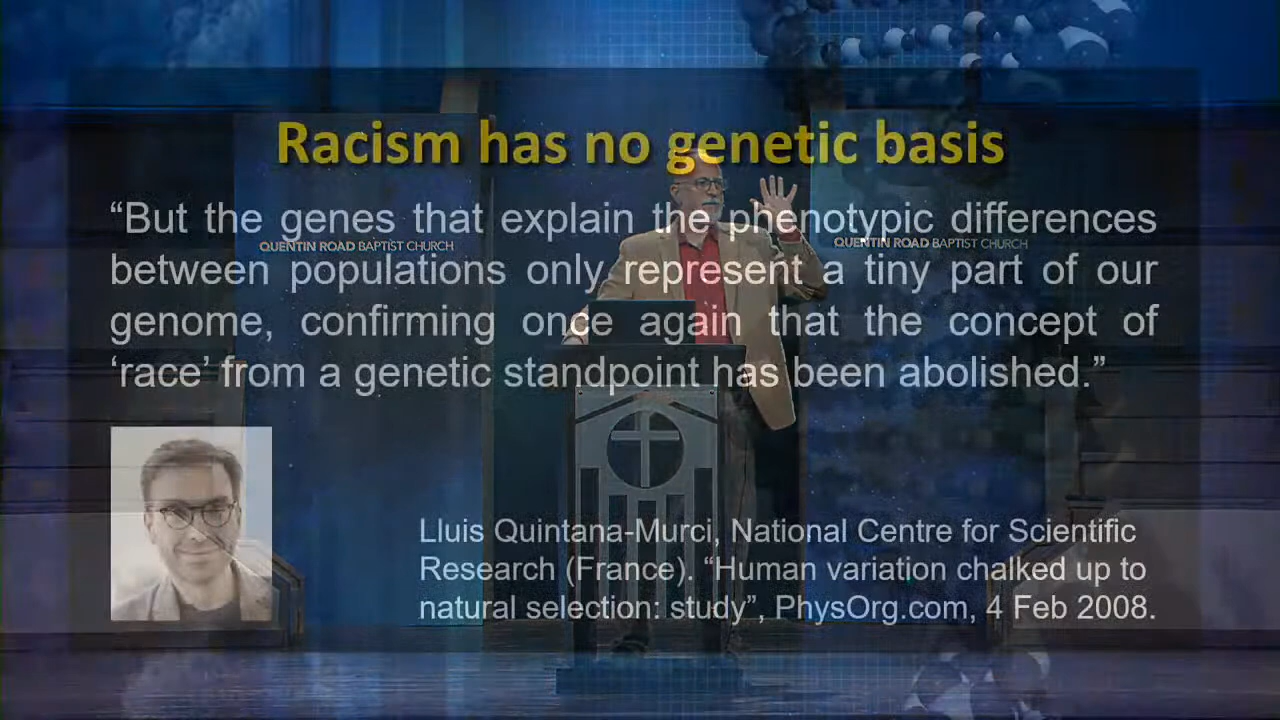 Racism has no genetic basis
“But the genes that explain the phenotypic differences
QUENTIN ROAD BAPTIST CHURCH
QUENTIN ROAD BAPTIST CHURCH
between populations only represent a tiny part of our
genome, confirming once again that the concept of
‘race’ from a genetic standpoint has been abolished.”
Lluis Quintana-Murci, National Centre for Scientific
Research (France). “Human variation chalked up to
natural selection: study”, PhysOrg.com, 4 Feb 2008.